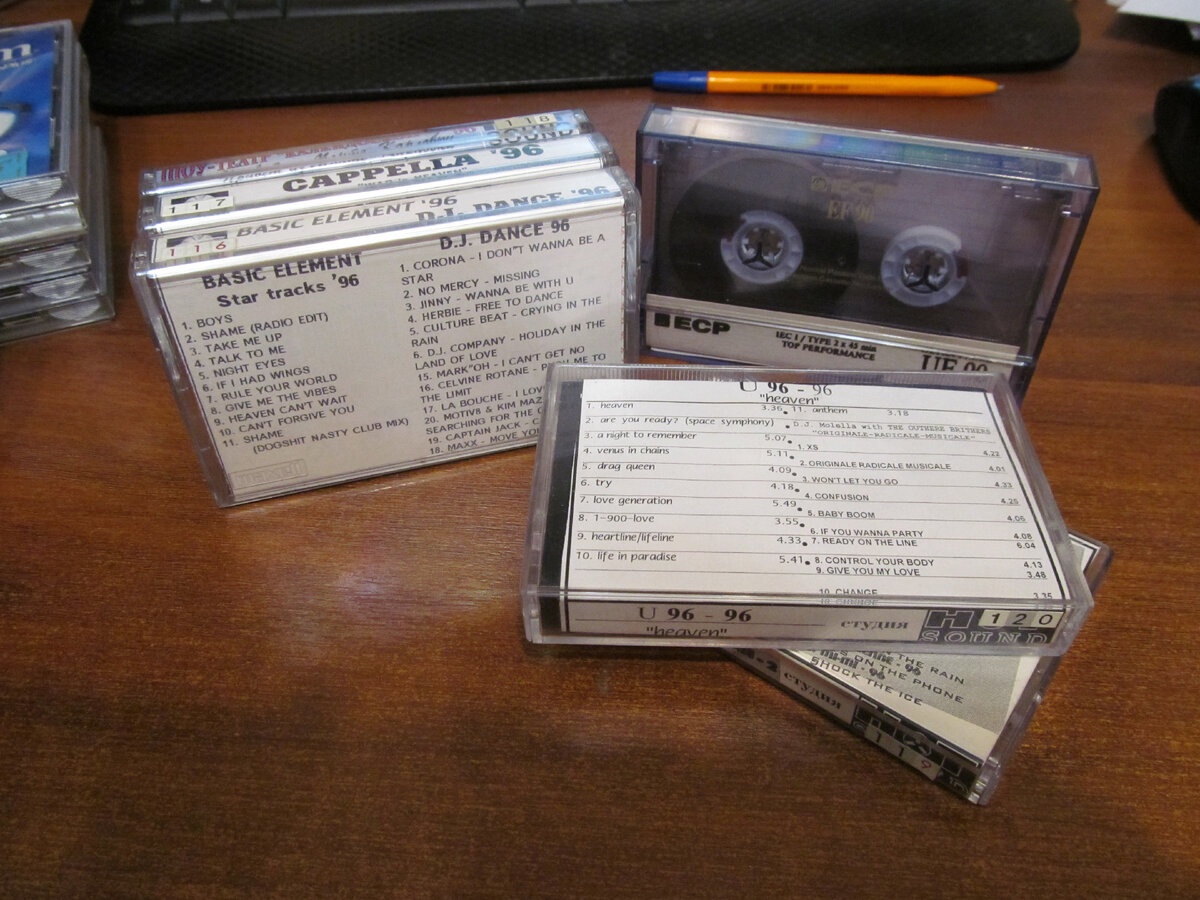 118
SOUND
CAPPELLA '96
117
BASIC ELEMENT '96
D.J. DANCE '96
116
BASIC ELEMENT
Star tracks '96
1. BOYS
2. SHAME (RADIO EDIT)
3. TAKE ME UP
4. TALK TO ME
5. NIGHT EYES
6. IF I HAD WINGS
7. RULE YOUR WORLD
8. GIVE ME THE VIBES
9. HEAVEN CAN'T WAIT
10. CAN'T FORGIVE YOU
11. SHAME
(DOGSHIT NASTY CLUB MIX)
D.J. DANCE 96
1. CORONA - I DON"T WANNA BE A
STAR
2. NO MERCY - MISSING
3. JINNY - WANNA BE WITH U
4. HERBIE - FREE TO DANCE
5. CULTURE BEAT - CRYING IN THE
RAIN
6. D.J. COMPANY - HOLIDAY IN THE
LAND OF LOVE
15. MARK"OH - I CAN'T GET NO
16. CELVINE ROTANE - ME TO
THE LIMIT
17. LA BOUCHE - I
20. MOTIV8 & KIM
SEARCHING FOR THE
19. CAPTAIN JACK -
18. MAXX - MOVE
EF 90
ECP
IEC I / TYPE 2 x 45 min
TOP PERFORMANCE
U 96 - 96
"heaven"
1. heaven 3.36
2. are you ready? (space symphony)
3. a night to remember 5.07
4. venus in chains 5.11
5. drag queen 4.09
6. try 4.18
7. love generation 5.49
8. 1-900-love 3.55
9. heartline/lifeline 4.33
10. life in paradise 5.41
11. anthem 3.18
D.J. Molella with THE OUTHERE BRITHERS
"ORIGINALE-RADICALE-MUSICALE"
1. XS 4.22
2. ORIGINALE RADICALE MUSICALE 4.01
3. WON'T LET YOU GO 4.33
4. CONFUSION 4.25
5. BABY BOOM 4.06
6. IF YOU WANNA PARTY 4.08
7. READY ON THE LINE 6.04
8. CONTROL YOUR BODY 4.13
9. GIVE YOU MY LOVE 3.48
10. CHANGE 3.35
U 96 - 96
"heaven"
студия
120
SOUND
THE RAIN
ON THE PHONE
SHOCK THE ICE
студия
119